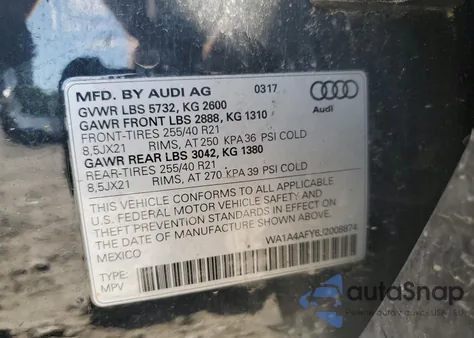 MFD. BY AUDI AG 0317
GVWR LBS 5732, KG 2600
GAWR FRONT LBS 2888, KG 1310
FRONT-TIRES 255/40 R21
8,5JX21 RIMS, AT 250 KPA 36 PSI COLD
GAWR REAR LBS 3042, KG 1380
REAR-TIRES 255/40 R21
8,5JX21 RIMS, AT 270 KPA 39 PSI COLD
Audi
THIS VEHICLE CONFORMS TO ALL APPLICABLE
U.S. FEDERAL MOTOR VEHICLE SAFETY AND
THEFT PREVENTION STANDARDS IN EFFECT ON
THE DATE OF MANUFACTURE SHOWN ABOVE
MEXICO WA1A4AFY8J2008874
TYPE:
MPV
autoSnap